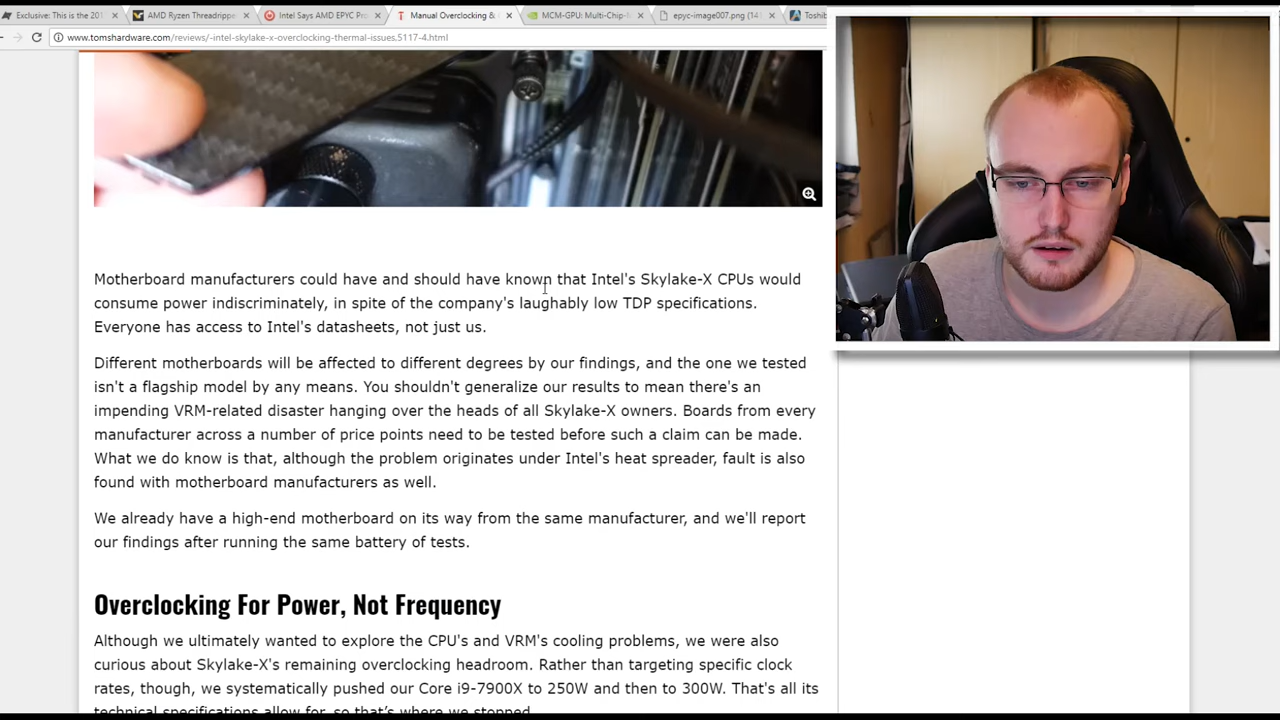 Exclusive: This is the 201
AMD Ryzen Threadripper
Intel Says AMD EPYC Pro
Manual Overclocking &
MCM-GPU: Multi-Chip-M
epyc-image007.png (14
Toshib
www.tomshardware.com/reviews/-intel-skylake-x-overclocking-thermal-issues,5117-4.html
Motherboard manufacturers could have and should have known that Intel's Skylake-X CPUs would
consume power indiscriminately, in spite of the company's laughably low TDP specifications.
Everyone has access to Intel's datasheets, not just us.
Different motherboards will be affected to different degrees by our findings, and the one we tested
isn't a flagship model by any means. You shouldn't generalize our results to mean there's an
impending VRM-related disaster hanging over the heads of all Skylake-X owners. Boards from every
manufacturer across a number of price points need to be tested before such a claim can be made.
What we do know is that, although the problem originates under Intel's heat spreader, fault is also
found with motherboard manufacturers as well.
We already have a high-end motherboard on its way from the same manufacturer, and we'll report
our findings after running the same battery of tests.
Overclocking For Power, Not Frequency
Although we ultimately wanted to explore the CPU's and VRM's cooling problems, we were also
curious about Skylake-X's remaining overclocking headroom. Rather than targeting specific clock
rates, though, we systematically pushed our Core i9-7900X to 250W and then to 300W. That's all its
technical specifications allow for, so that's where we stopped.